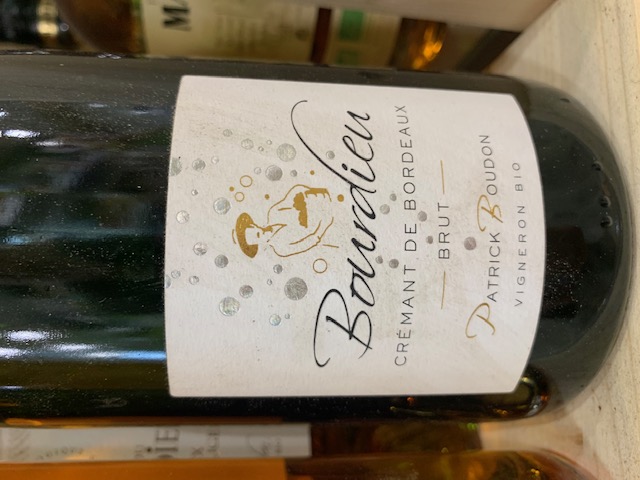 Bourdieu
CRÉMANT DE BORDEAUX
BRUT
PATRICK BOUDON
VIGNERON BIO